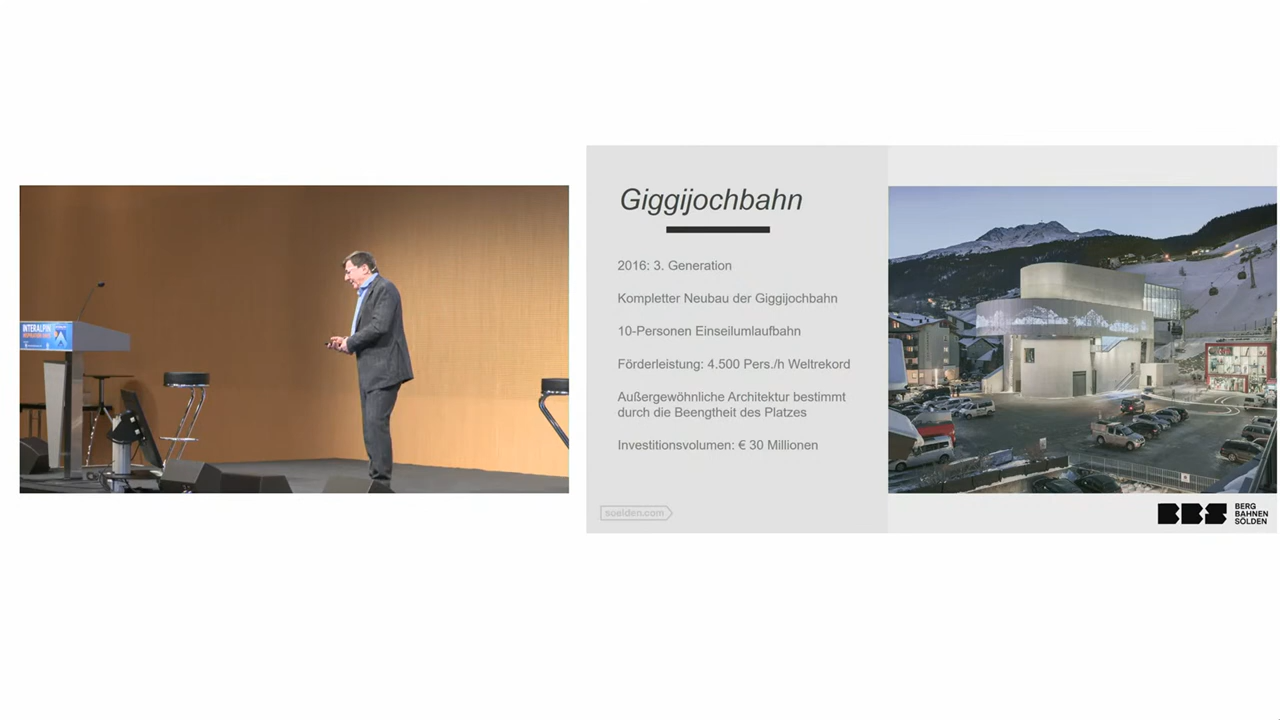 INTERALPIN
Giggijochbahn
2016: 3. Generation
Kompletter Neubau der Giggijochbahn
10-Personen Einseilumlaufbahn
Förderleistung: 4.500 Pers./h Weltrekord
Außergewöhnliche Architektur bestimmt
durch die Beengtheit des Platzes
Investitionsvolumen: € 30 Millionen
soelden.com
BBS
BERG
BAHNEN
SÖLDEN